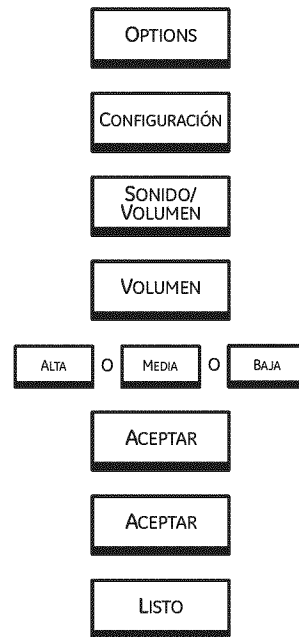 OPTIONS
CONFIGURACIÓN
SONIDO/
VOLUMEN
VOLUMEN
ALTA O MEDIA O BAJA
ACEPTAR
ACEPTAR
LISTO